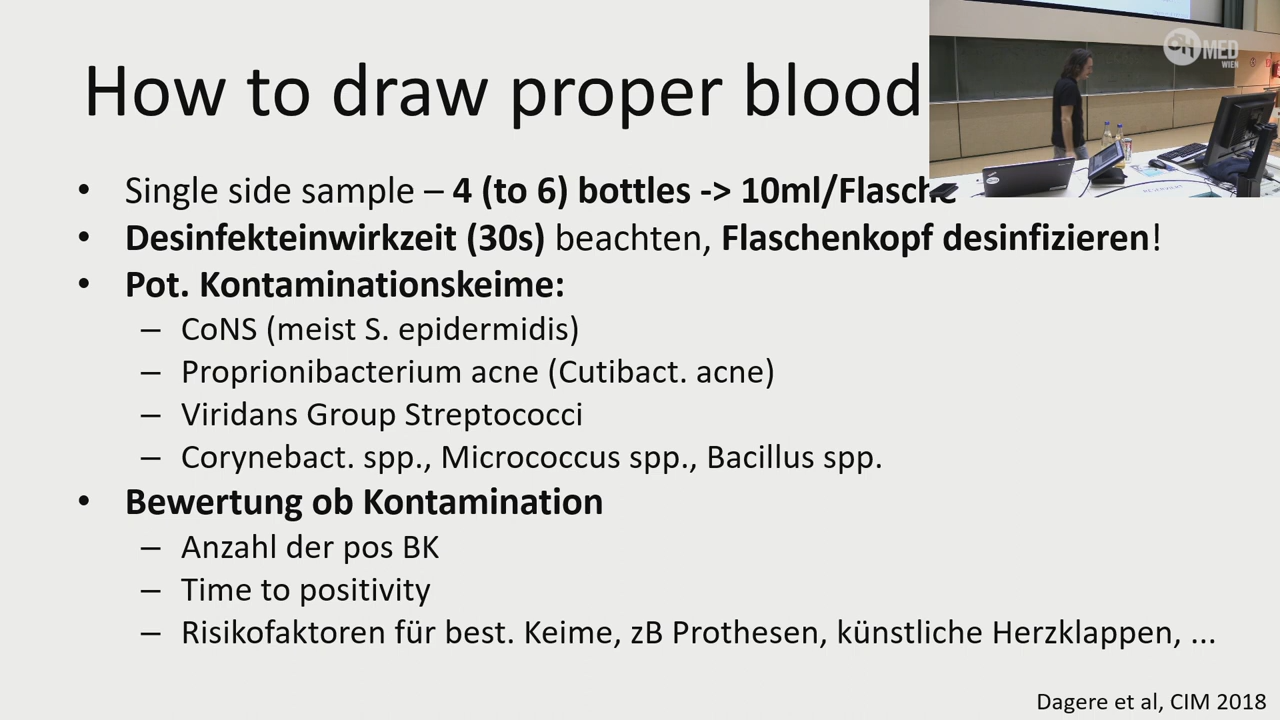 How to draw proper blood
• Single side sample – 4 (to 6) bottles -> 10ml/Flasche
• Desinfekteinwirkzeit (30s) beachten, Flaschenkopf desinfizieren!
• Pot. Kontaminationskeime:
– CoNS (meist S. epidermidis)
– Proprionibacterium acne (Cutibact. acne)
– Viridans Group Streptococci
– Corynebact. spp., Micrococcus spp., Bacillus spp.
• Bewertung ob Kontamination
– Anzahl der pos BK
– Time to positivity
– Risikofaktoren für best. Keime, zB Prothesen, künstliche Herzklappen, ...
Dagere et al, CIM 2018
ÖH MED
WIEN